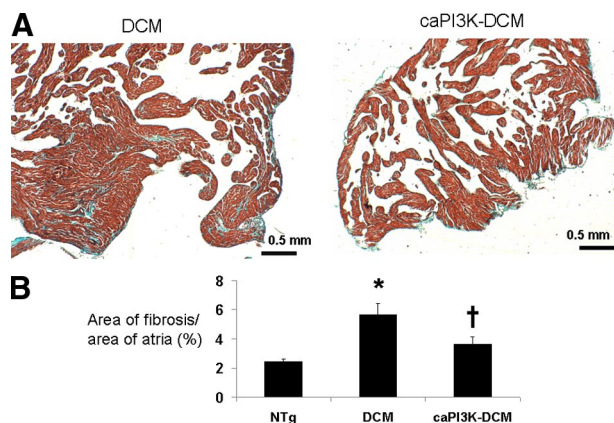 A
DCM
caPI3K-DCM
0.5 mm
0.5 mm
B
Area of fibrosis/
area of atria (%)
8
6
4
2
0
*
†
NTg
DCM
caPI3K-DCM